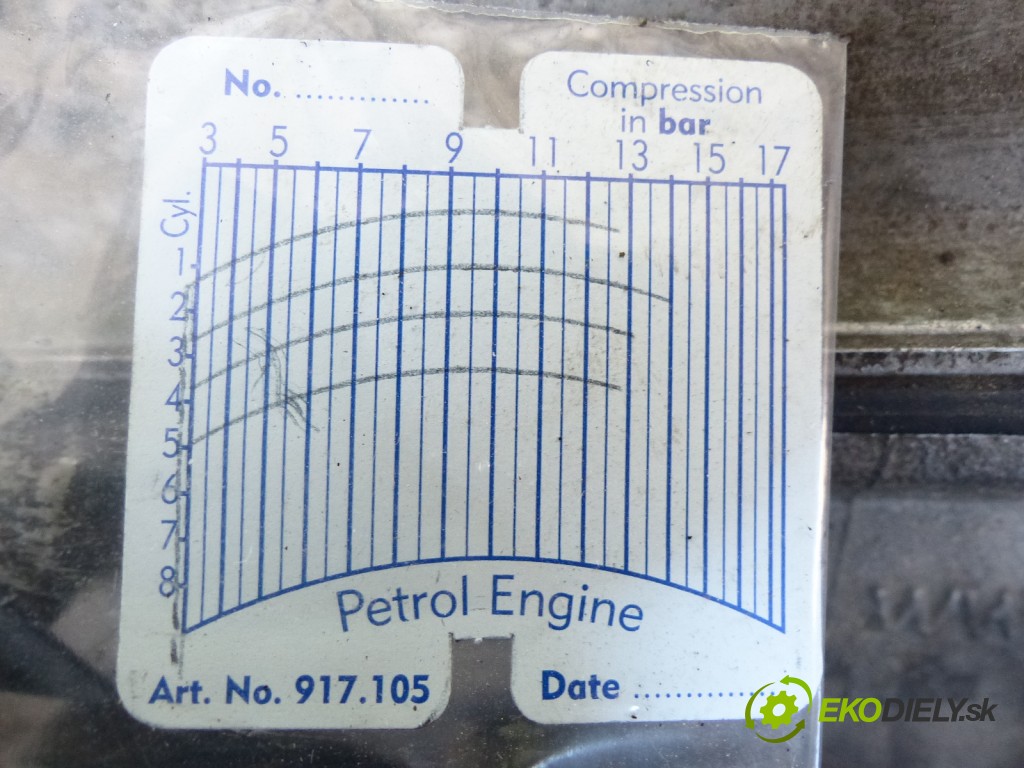 No. .............
Compression
in bar
3 5 7 9 11 13 15 17
Cyl.
1
2
3
4
5
6
7
8
Petrol Engine
Art. No. 917.105
Date ..............
EKODIELY.sk